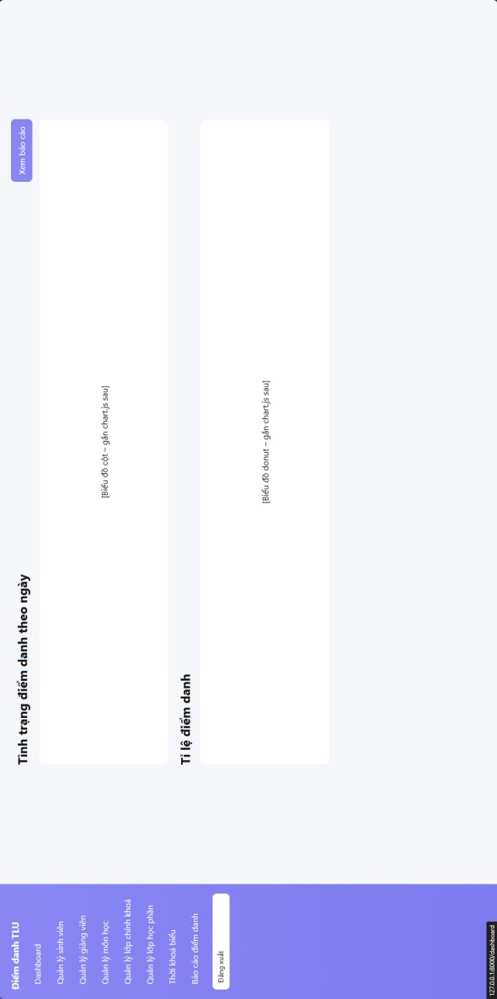 Điểm danh TLU
Dashboard
Quản lý sinh viên
Quản lý giảng viên
Quản lý môn học
Quản lý lớp chính khoá
Quản lý lớp học phần
Thời khoá biểu
Báo cáo điểm danh
Đăng xuất
Tình trạng điểm danh theo ngày
Xem báo cáo
[Biểu đồ cột – gắn chart.js sau]
Tỉ lệ điểm danh
[Biểu đồ donut – gắn chart.js sau]
127.0.0.1:8000/dashboard